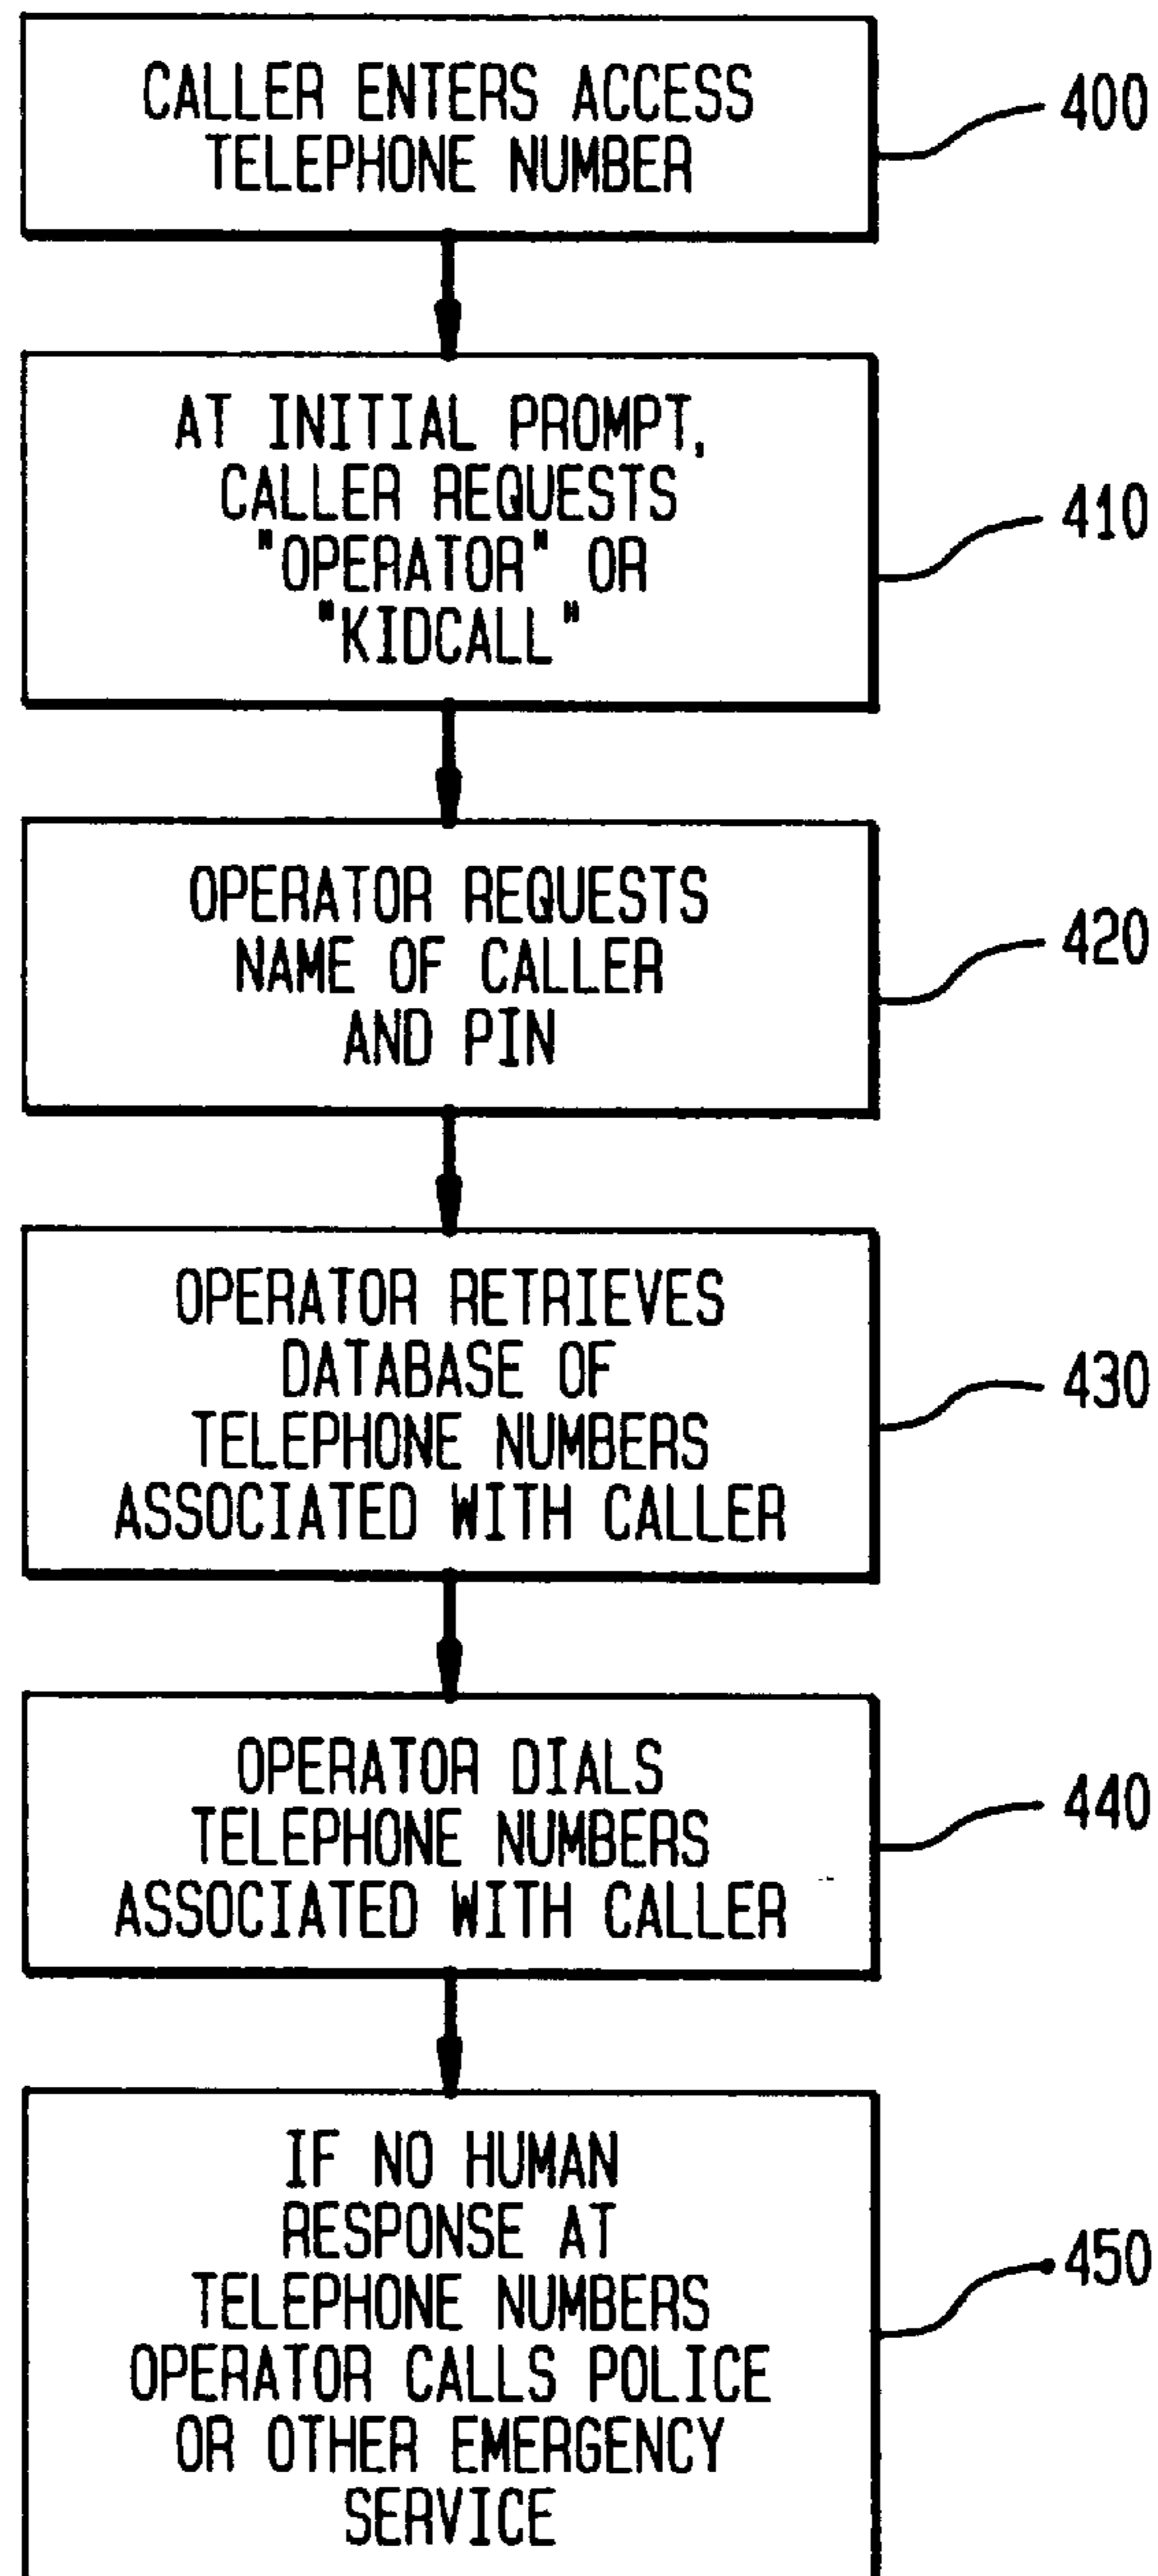 CALLER ENTERS ACCESS
TELEPHONE NUMBER
400
AT INITIAL PROMPT,
CALLER REQUESTS
"OPERATOR" OR
"KIDCALL"
410
OPERATOR REQUESTS
NAME OF CALLER
AND PIN
420
OPERATOR RETRIEVES
DATABASE OF
TELEPHONE NUMBERS
ASSOCIATED WITH CALLER
430
OPERATOR DIALS
TELEPHONE NUMBERS
ASSOCIATED WITH CALLER
440
IF NO HUMAN
RESPONSE AT
TELEPHONE NUMBERS
OPERATOR CALLS POLICE
OR OTHER EMERGENCY
SERVICE
450